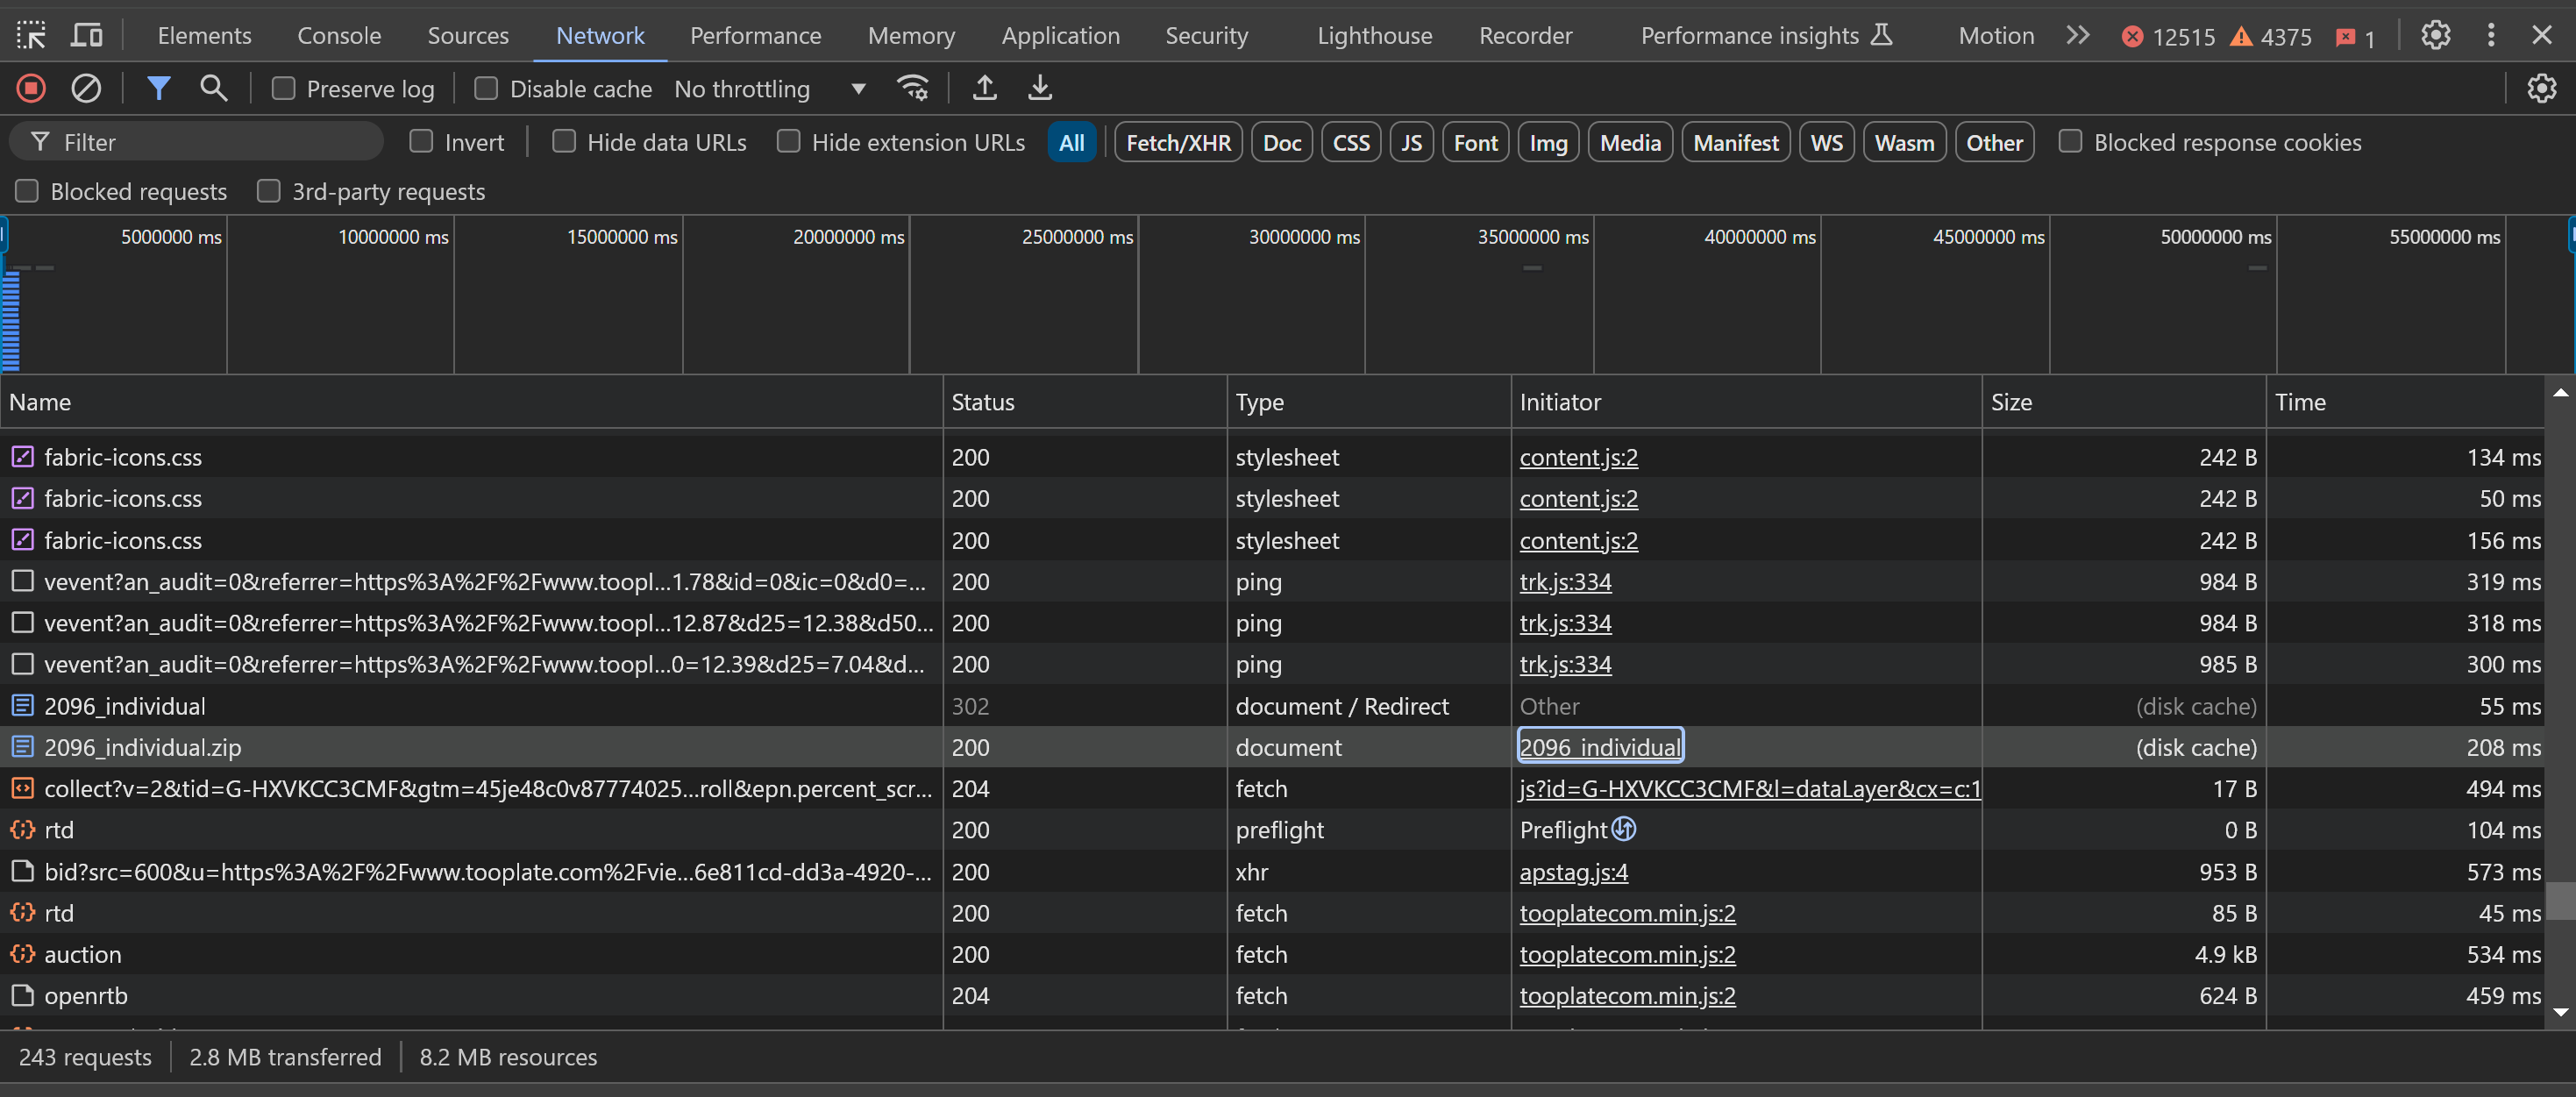 Elements Console Sources Network Performance Memory Application Security Lighthouse Recorder Performance insights Motion 12515 4375 1
Preserve log Disable cache No throttling
Filter Invert Hide data URLs Hide extension URLs All Fetch/XHR Doc CSS JS Font Img Media Manifest WS Wasm Other Blocked response cookies
Blocked requests 3rd-party requests
5000000 ms 10000000 ms 15000000 ms 20000000 ms 25000000 ms 30000000 ms 35000000 ms 40000000 ms 45000000 ms 50000000 ms 55000000 ms
Name Status Type Initiator Size Time
fabric-icons.css 200 stylesheet content.js:2 242 B 134 ms
fabric-icons.css 200 stylesheet content.js:2 242 B 50 ms
fabric-icons.css 200 stylesheet content.js:2 242 B 156 ms
vevent?an_audit=0&referrer=https%3A%2F%2Fwww.toopl...1.78&id=0&ic=0&d0=... 200 ping trk.js:334 984 B 319 ms
vevent?an_audit=0&referrer=https%3A%2F%2Fwww.toopl...12.87&d25=12.38&d50... 200 ping trk.js:334 984 B 318 ms
vevent?an_audit=0&referrer=https%3A%2F%2Fwww.toopl...0=12.39&d25=7.04&d... 200 ping trk.js:334 985 B 300 ms
2096_individual 302 document / Redirect Other (disk cache) 55 ms
2096_individual.zip 200 document 2096_individual (disk cache) 208 ms
collect?v=2&tid=G-HXVKCC3CMF&gtm=45je48c0v87774025...roll&epn.percent_scr... 204 fetch js?id=G-HXVKCC3CMF&l=dataLayer&cx=c:1 17 B 494 ms
rtd 200 preflight Preflight 0 B 104 ms
bid?src=600&u=https%3A%2F%2Fwww.tooplate.com%2Fvie...6e811cd-dd3a-4920-... 200 xhr apstag.js:4 953 B 573 ms
rtd 200 fetch tooplatecom.min.js:2 85 B 45 ms
auction 200 fetch tooplatecom.min.js:2 4.9 kB 534 ms
openrtb 204 fetch tooplatecom.min.js:2 624 B 459 ms
243 requests 2.8 MB transferred 8.2 MB resources